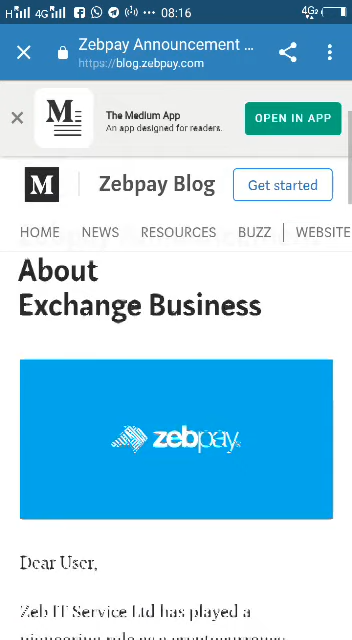 H 4G 08:16 4G
Zebpay Announcement ...
https://blog.zebpay.com
The Medium App
An app designed for readers.
OPEN IN APP
M
Zebpay Blog
Get started
HOME NEWS RESOURCES BUZZ WEBSITE
About
Exchange Business
zebpay
Dear User,
Zeb IT Service Ltd has played a